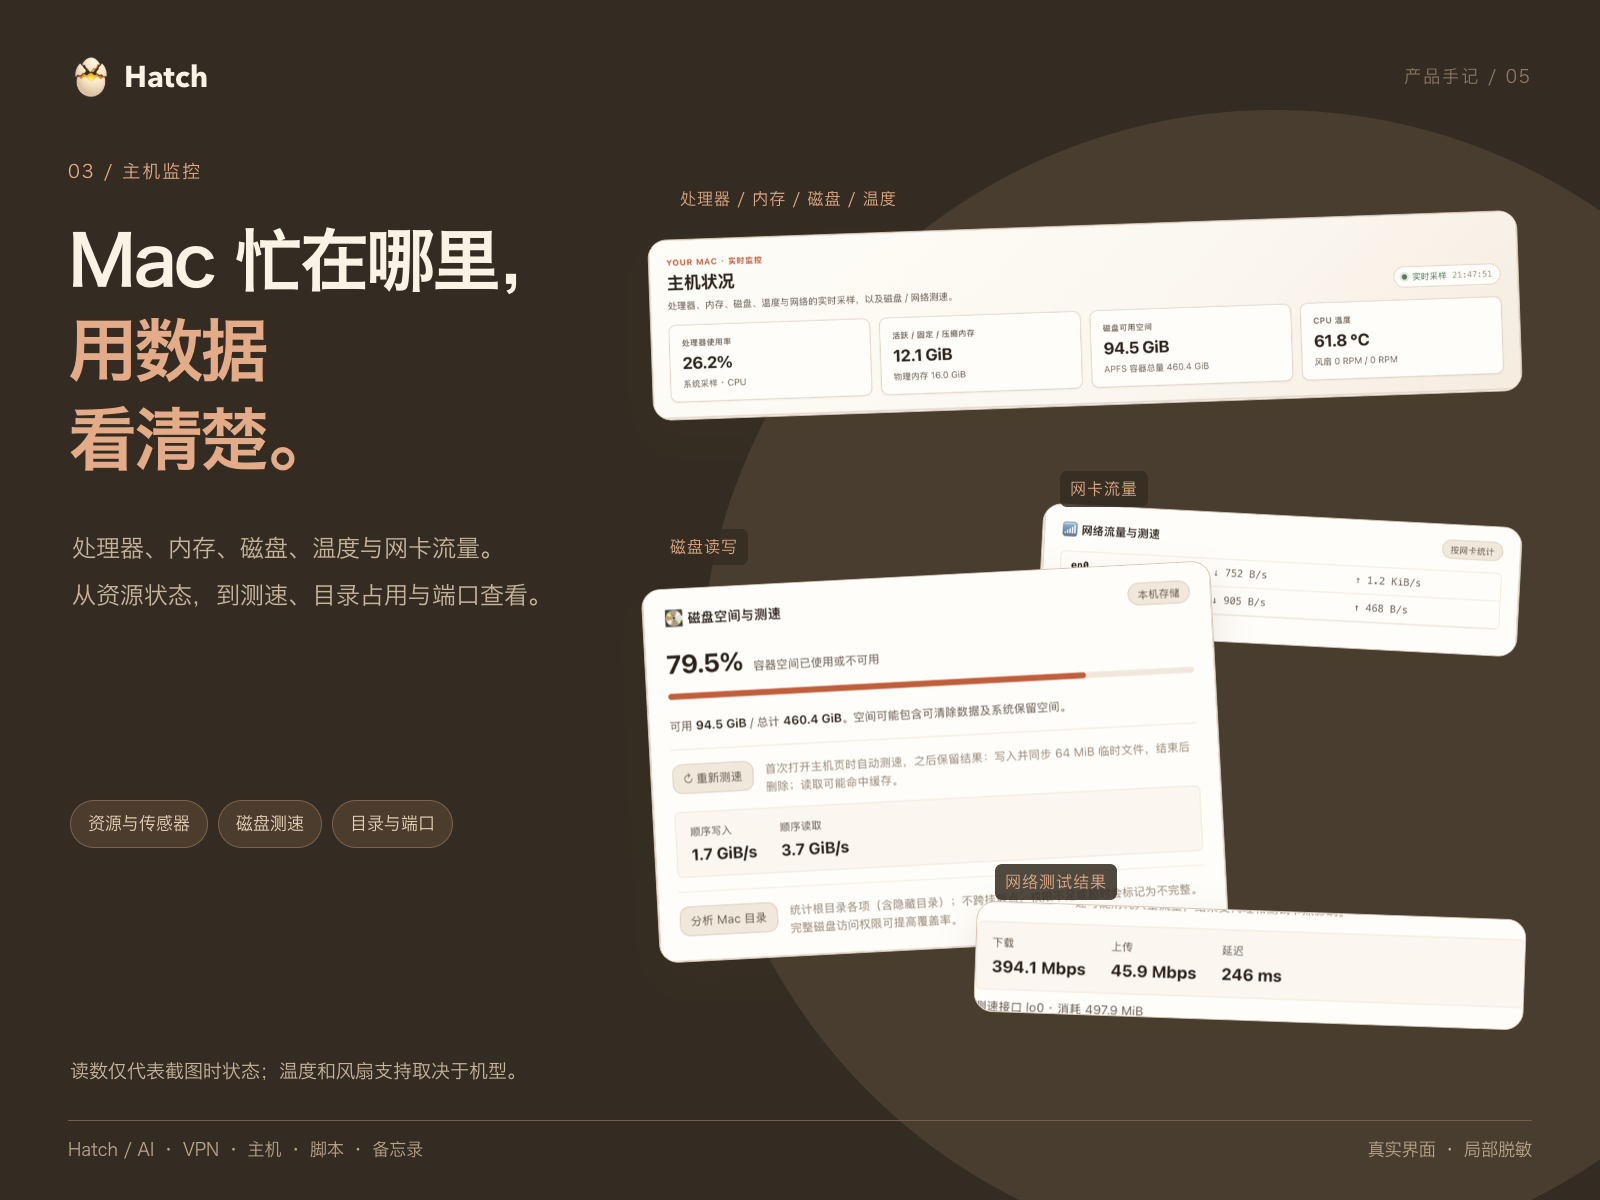 Hatch
产品手记 / 05
03 / 主机监控
Mac 忙在哪里，
用数据
看清楚。
处理器、内存、磁盘、温度与网卡流量。
从资源状态，到测速、目录占用与端口查看。
资源与传感器
磁盘测速
目录与端口
读数仅代表截图时状态；温度和风扇支持取决于机型。
处理器 / 内存 / 磁盘 / 温度
YOUR MAC · 实时监控
主机状况
处理器、内存、磁盘、温度与网络的实时采样，以及磁盘 / 网络测速。
实时采样 21:47:51
处理器使用率
26.2%
系统采样 · CPU
活跃 / 固定 / 压缩内存
12.1 GiB
物理内存 16.0 GiB
磁盘可用空间
94.5 GiB
APFS 容器总量 460.4 GiB
CPU 温度
61.8 °C
风扇 0 RPM / 0 RPM
网卡流量
网络流量与测速
按网卡统计
en0
↓ 752 B/s
↑ 1.2 KiB/s
↓ 905 B/s
↑ 468 B/s
磁盘读写
磁盘空间与测速
本机存储
79.5% 容器空间已使用或不可用
可用 94.5 GiB / 总计 460.4 GiB。空间可能包含可清除数据及系统保留空间。
重新测速
首次打开主机页时自动测速，之后保留结果：写入并同步 64 MiB 临时文件，结束后
删除；读取可能命中缓存。
顺序写入
1.7 GiB/s
顺序读取
3.7 GiB/s
分析 Mac 目录
统计根目录各项（含隐藏目录）；不跨挂 会标记为不完整。
完整磁盘访问权限可提高覆盖率。
网络测试结果
下载
394.1 Mbps
上传
45.9 Mbps
延迟
246 ms
测速接口 lo0 · 消耗 497.9 MiB
Hatch / AI · VPN · 主机 · 脚本 · 备忘录
真实界面 · 局部脱敏